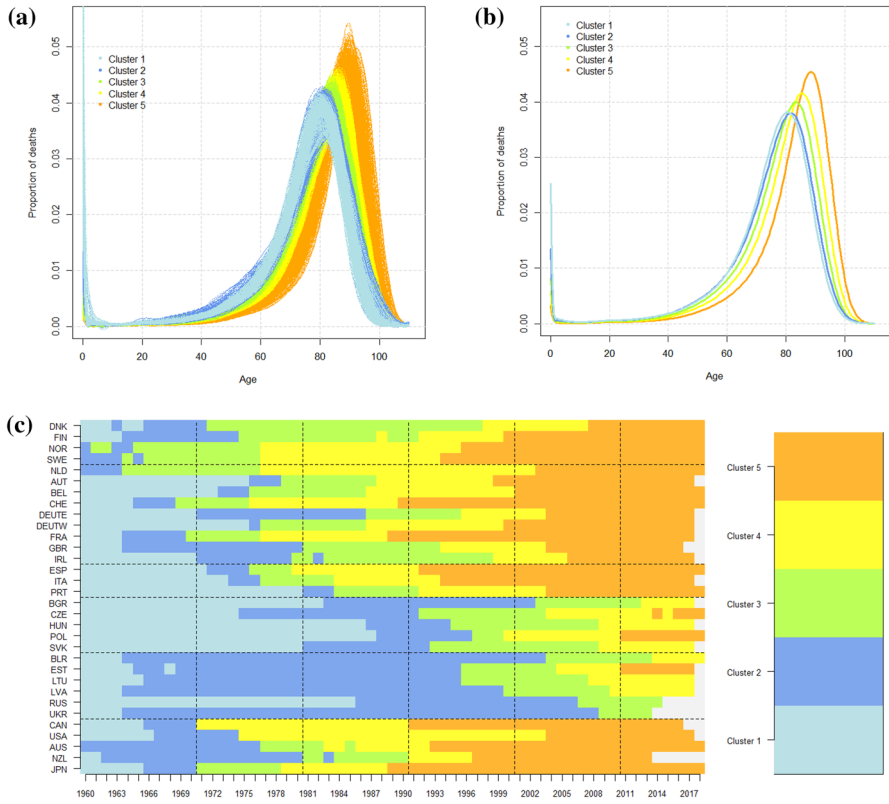 (a)
Proportion of deaths
0.05
0.04
0.03
0.02
0.01
0.00
Cluster 1
Cluster 2
Cluster 3
Cluster 4
Cluster 5
0 20 40 60 80 100
Age
(b)
Proportion of deaths
0.05
0.04
0.03
0.02
0.01
0.00
Cluster 1
Cluster 2
Cluster 3
Cluster 4
Cluster 5
0 20 40 60 80 100
Age
(c)
DNK
FIN
NOR
SWE
NLD
AUT
BEL
CHE
DEUTE
DEUTW
FRA
GBR
IRL
ESP
ITA
PRT
BGR
CZE
HUN
POL
SVK
BLR
EST
LTU
LVA
RUS
UKR
CAN
USA
AUS
NZL
JPN
1960 1963 1966 1969 1972 1975 1978 1981 1984 1987 1990 1993 1996 1999 2002 2005 2008 2011 2014 2017
Cluster 5
Cluster 4
Cluster 3
Cluster 2
Cluster 1